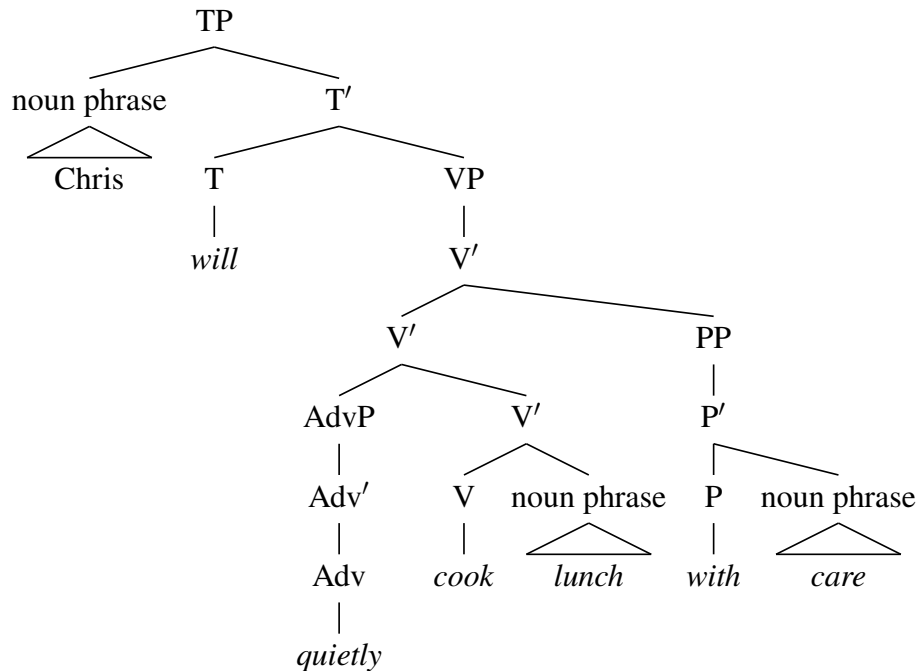 TP
noun phrase T′
Chris T VP
will V′
V′ PP
AdvP V′ P′
Adv′ V noun phrase P noun phrase
Adv cook lunch with care
quietly